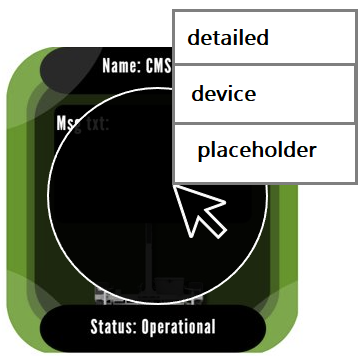 detailed
Name: CMS
device
Msg txt:
placeholder
Status: Operational